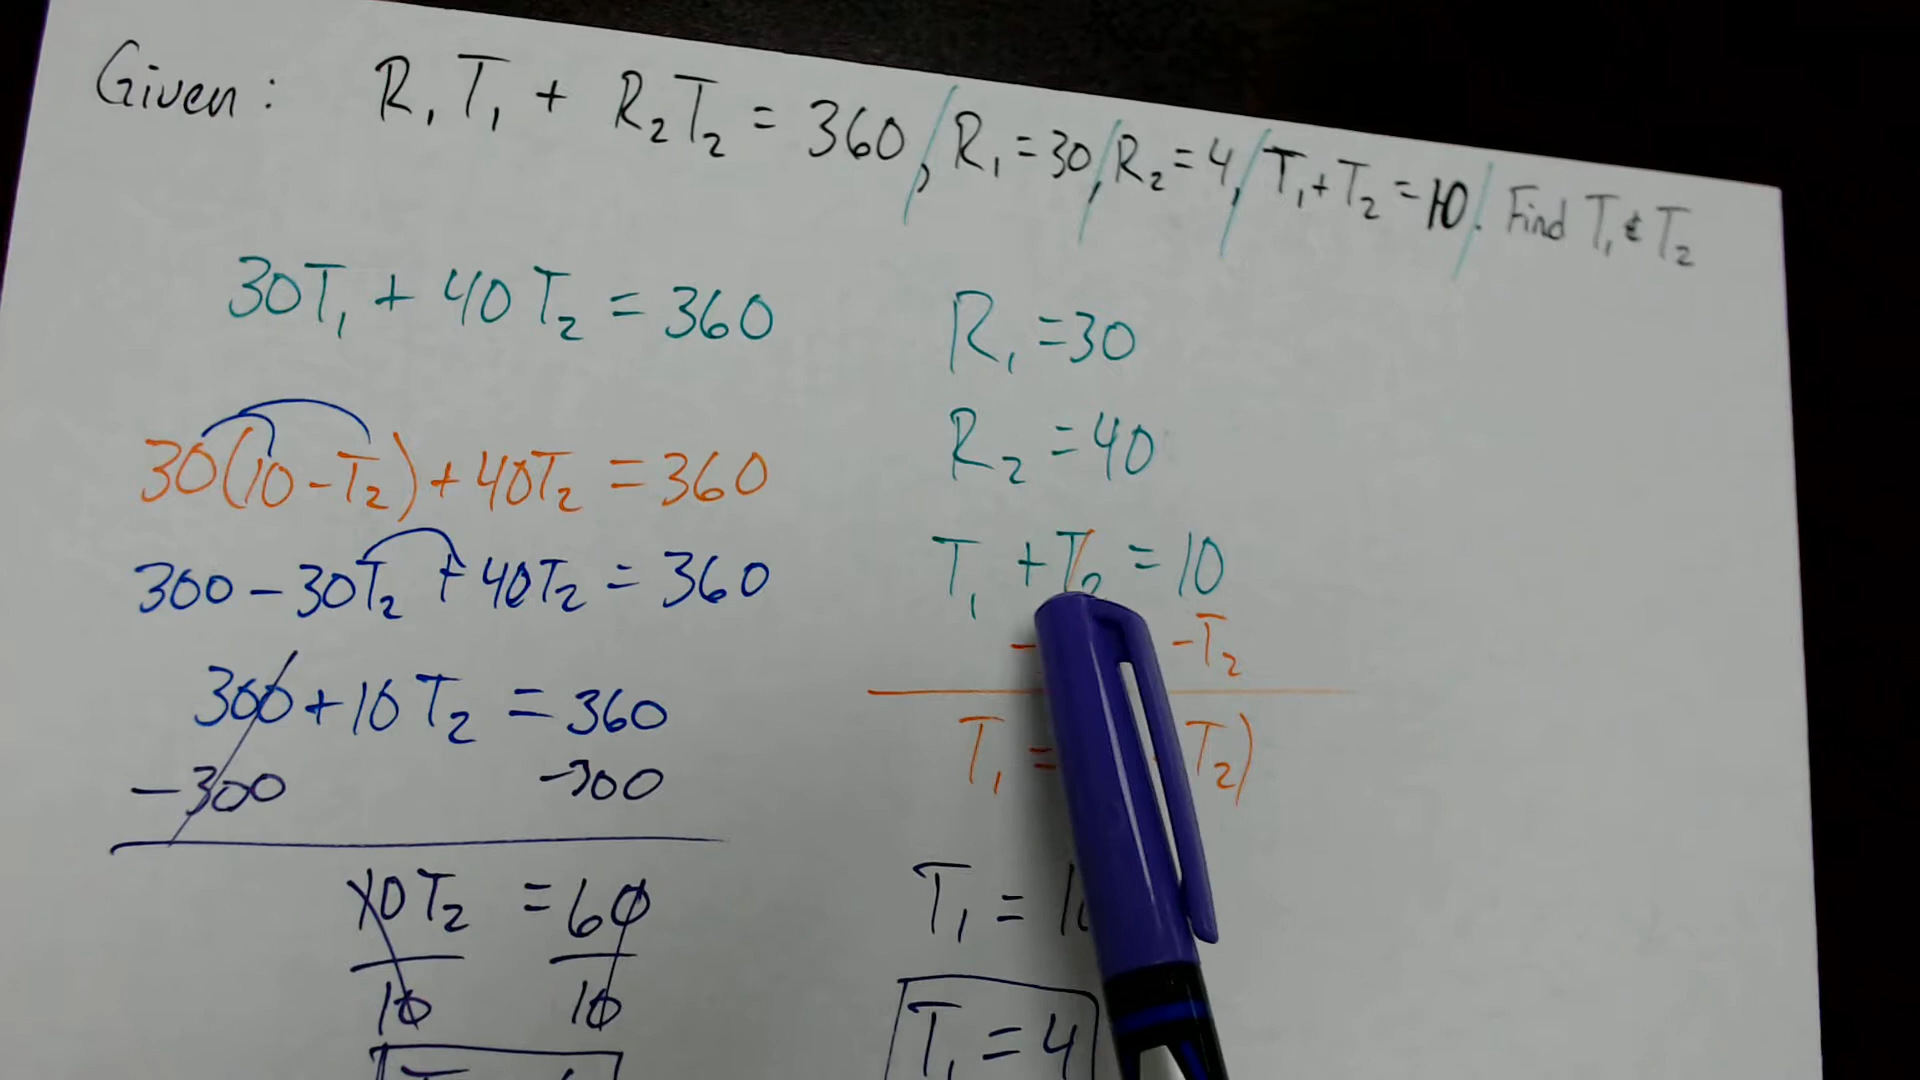 Given: R₁T₁ + R₂T₂ = 360, R₁ = 30, R₂ = 4, T₁ + T₂ = 10. Find T₁ & T₂
30T₁ + 40T₂ = 360
30(10 - T₂) + 40T₂ = 360
300 - 30T₂ + 40T₂ = 360
300 + 10T₂ = 360
-300 -300
10T₂ = 60
10 10
R₁ = 30
R₂ = 40
T₁ + T₂ = 10
- -T₂
T₁ = T₂)
T₁ =
T₁ = 4